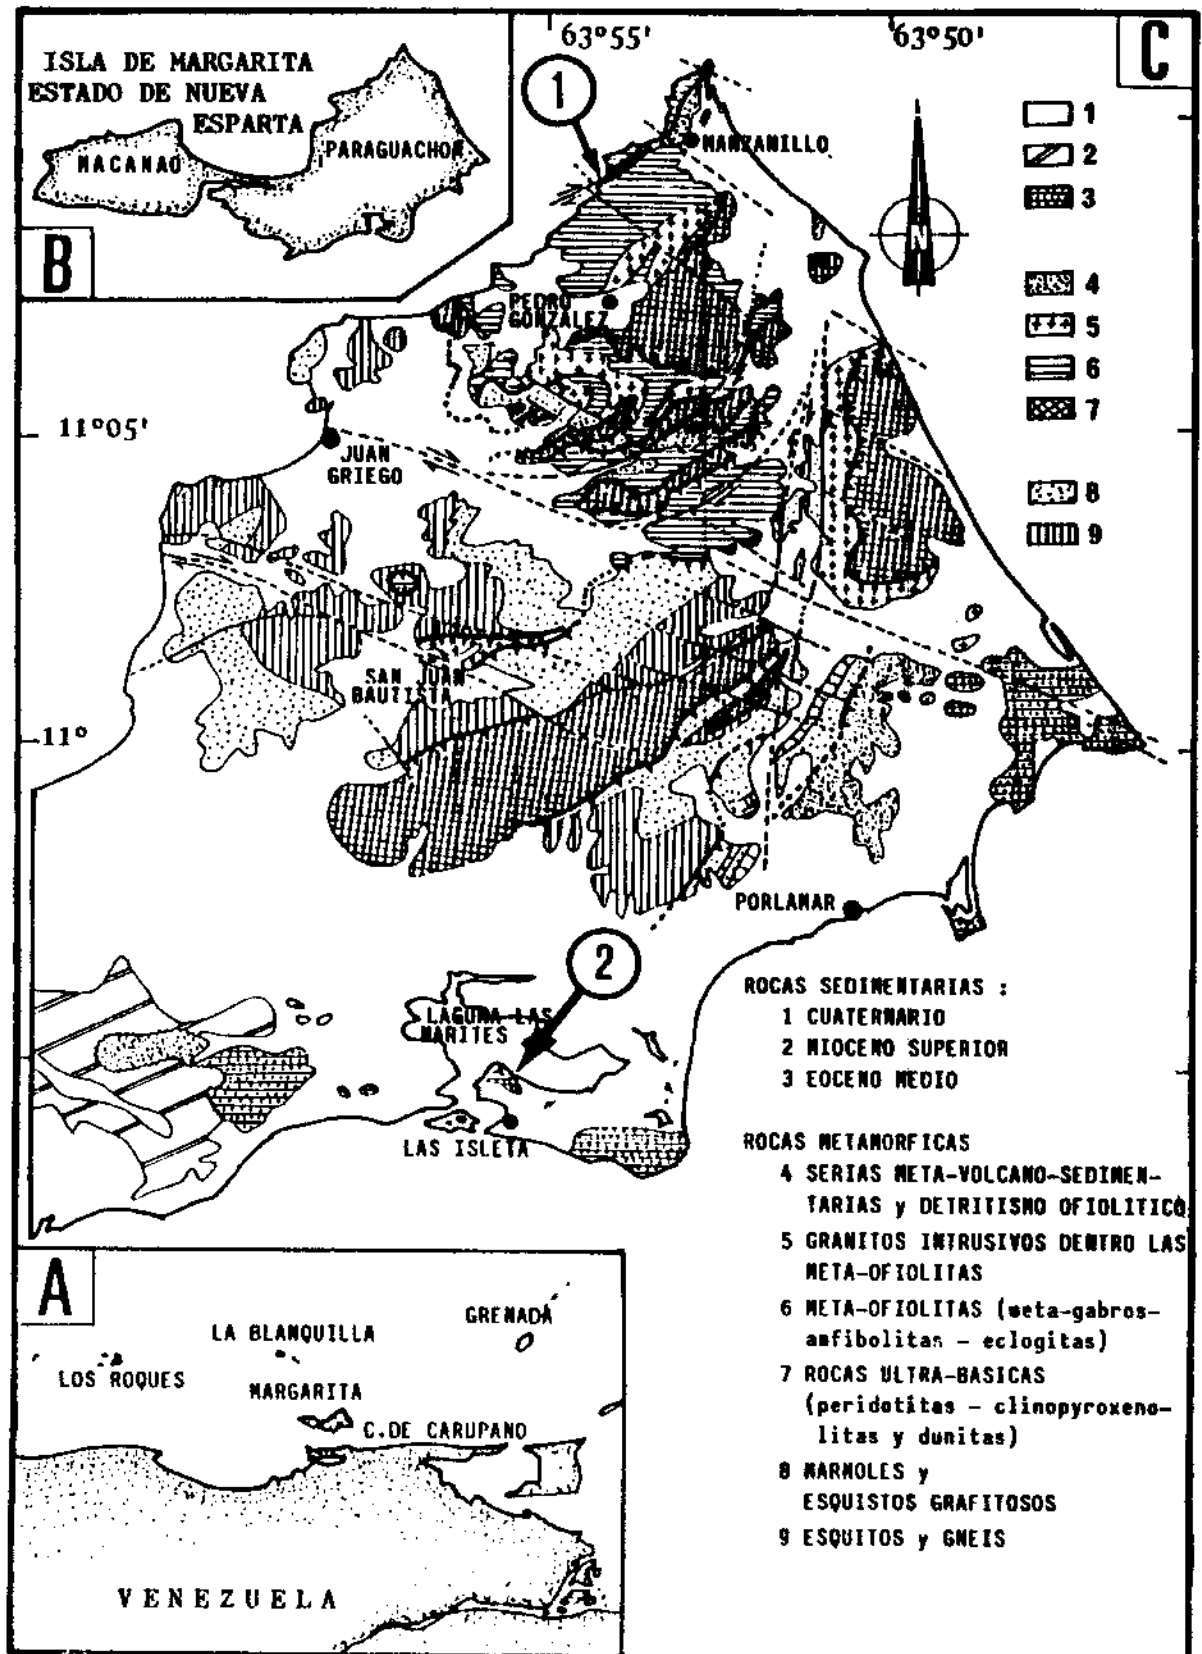 ISLA DE MARGARITA
ESTADO DE NUEVA
ESPARTA
MACANAO
PARAGUACHOA
B
63°55'
63°50'
C
1
MANZANILLO
PEDRO
GONZALEZ
11°05'
JUAN
GRIEGO
SAN JUAN
BAUTISTA
11°
PORLAMAR
2
LAGUNA LAS
MARITES
LAS ISLETA
1
2
3
4
5
6
7
8
9
ROCAS SEDIMENTARIAS :
1 CUATERNARIO
2 MIOCENO SUPERIOR
3 EOCENO MEDIO
ROCAS METAMORFICAS
4 SERIAS META-VOLCANO-SEDIMEN-
TARIAS y DETRITISMO OFIOLITICO
5 GRANITOS INTRUSIVOS DENTRO LAS
META-OFIOLITAS
6 META-OFIOLITAS (meta-gabros-
anfibolitas - eclogitas)
7 ROCAS ULTRA-BASICAS
(peridotitas - clinopyroxeno-
litas y dunitas)
8 MARMOLES y
ESQUISTOS GRAFITOSOS
9 ESQUITOS y GNEIS
A
GRENADA
LA BLANQUILLA
LOS ROQUES
MARGARITA
C.DE CARUPANO
VENEZUELA